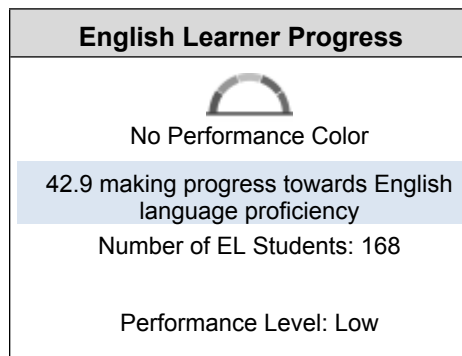 English Learner Progress
No Performance Color
42.9 making progress towards English
language proficiency
Number of EL Students: 168
Performance Level: Low